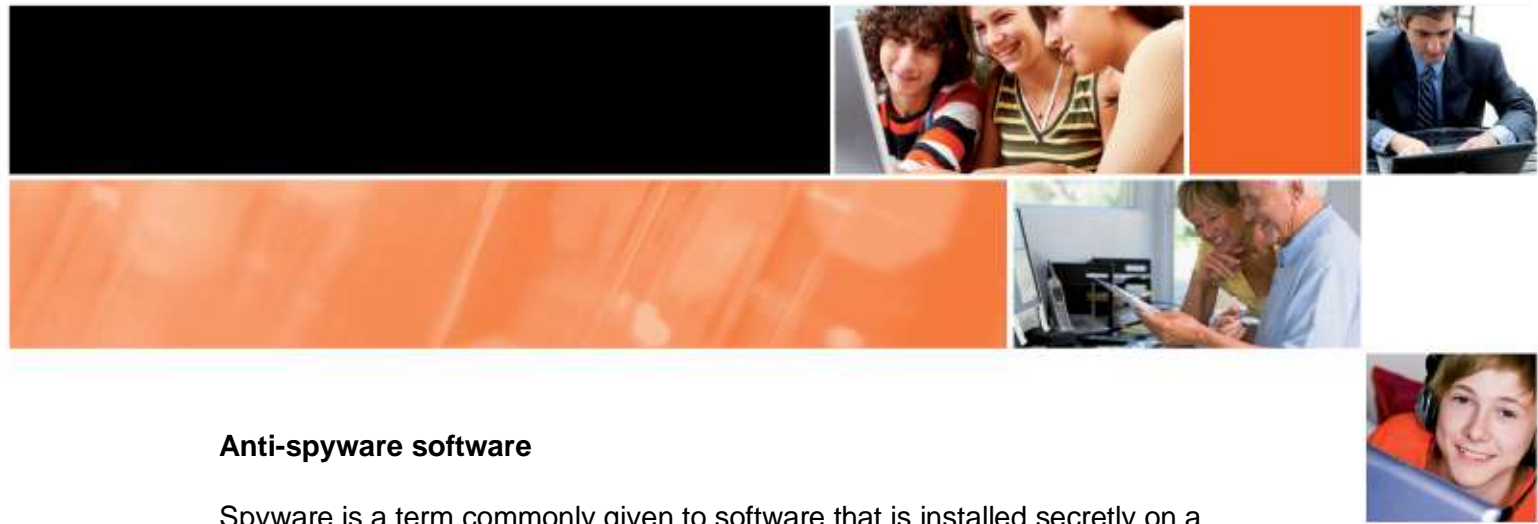 Anti-spyware software
Spyware is a term commonly given to software that is installed secretly on a